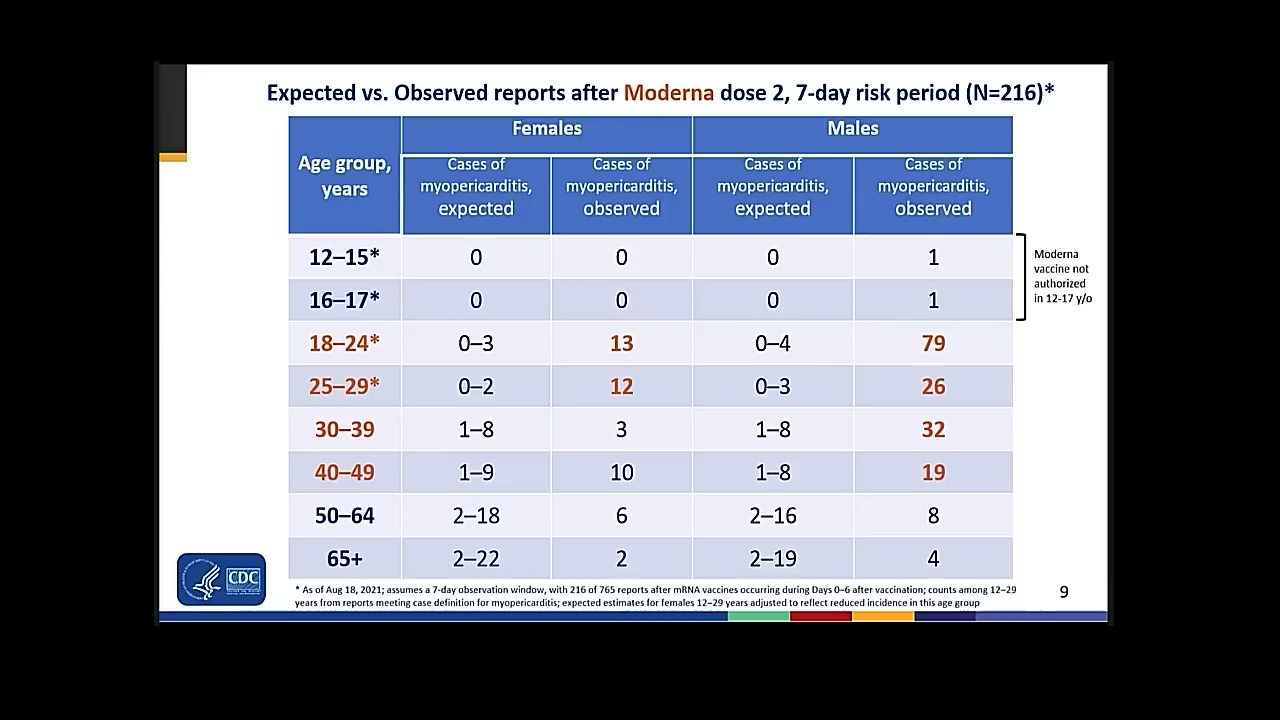 Expected vs. Observed reports after Moderna dose 2, 7-day risk period (N=216)*
Age group, years
Females
Males
Cases of myopericarditis, expected
Cases of myopericarditis, observed
Cases of myopericarditis, expected
Cases of myopericarditis, observed
12–15* 0 0 0 1
16–17* 0 0 0 1
18–24* 0–3 13 0–4 79
25–29* 0–2 12 0–3 26
30–39 1–8 3 1–8 32
40–49 1–9 10 1–8 19
50–64 2–18 6 2–16 8
65+ 2–22 2 2–19 4
Moderna
vaccine not
authorized
in 12-17 y/o
CDC
* As of Aug 18, 2021; assumes a 7-day observation window, with 216 of 765 reports after mRNA vaccines occurring during Days 0–6 after vaccination; counts among 12–29
years from reports meeting case definition for myopericarditis; expected estimates for females 12–29 years adjusted to reflect reduced incidence in this age group
9